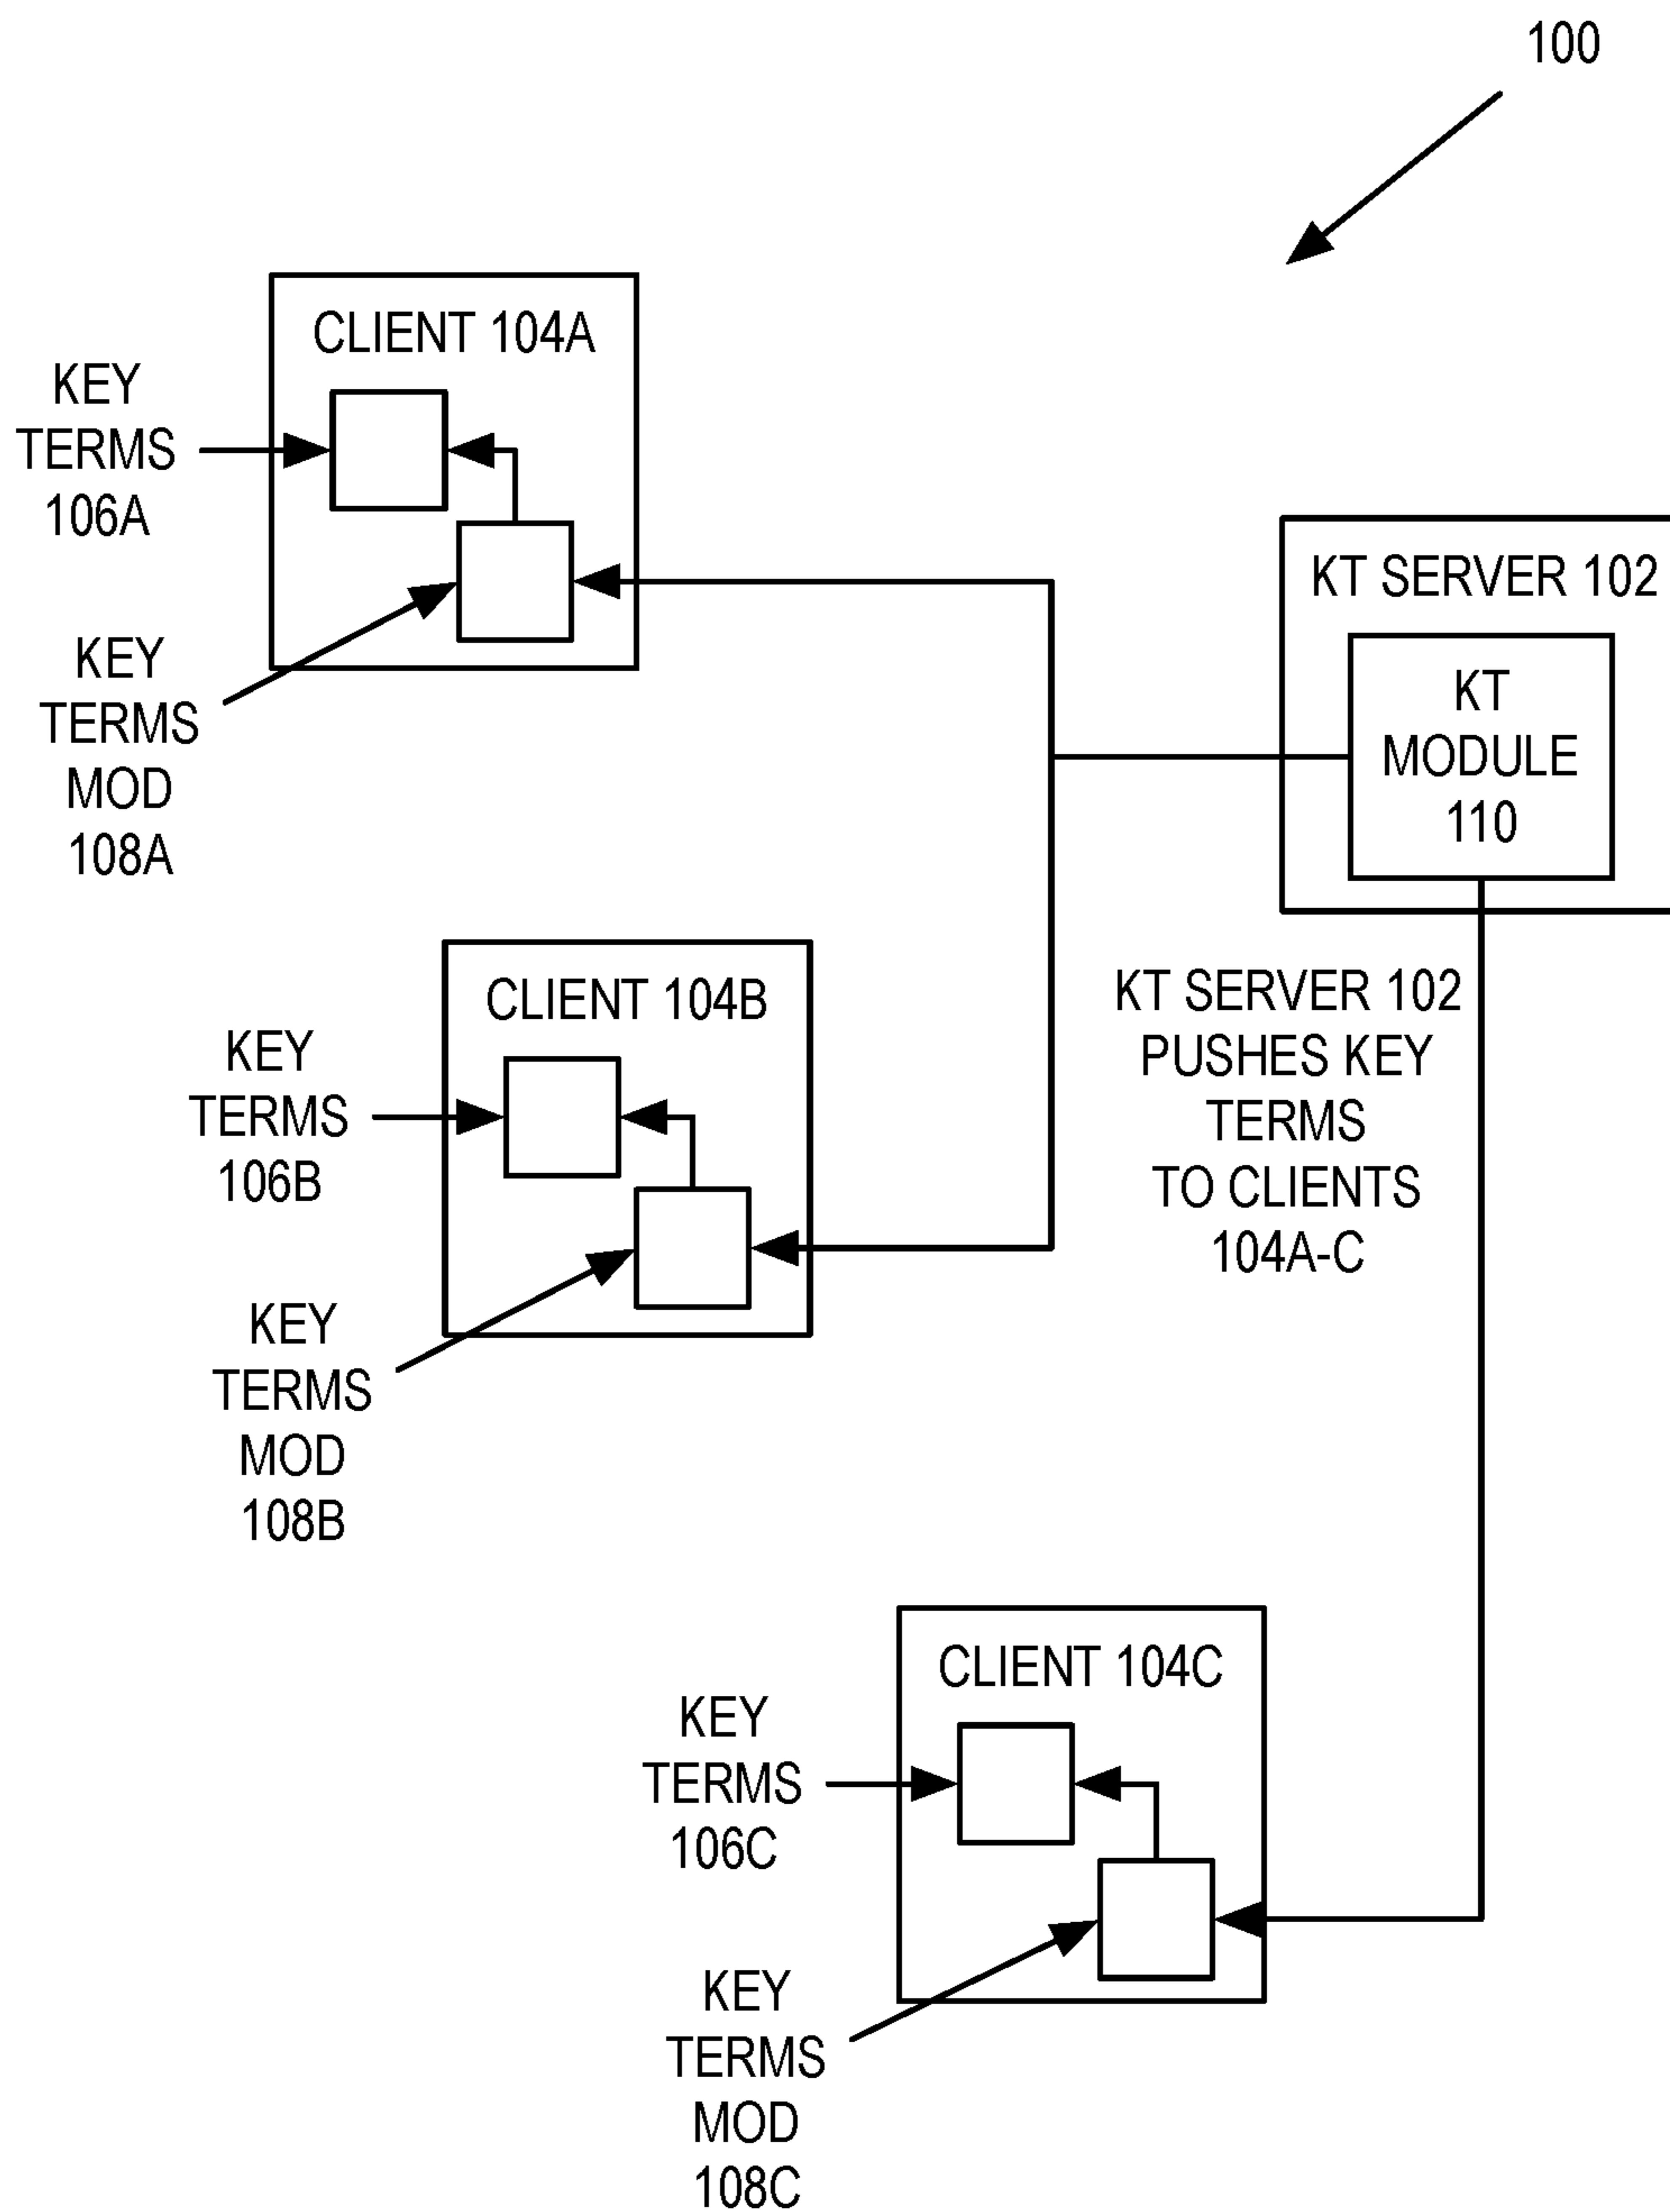 100
CLIENT 104A
KEY
TERMS
106A
KEY
TERMS
MOD
108A
KT SERVER 102
KT
MODULE
110
CLIENT 104B
KEY
TERMS
106B
KEY
TERMS
MOD
108B
KT SERVER 102
PUSHES KEY
TERMS
TO CLIENTS
104A-C
CLIENT 104C
KEY
TERMS
106C
KEY
TERMS
MOD
108C